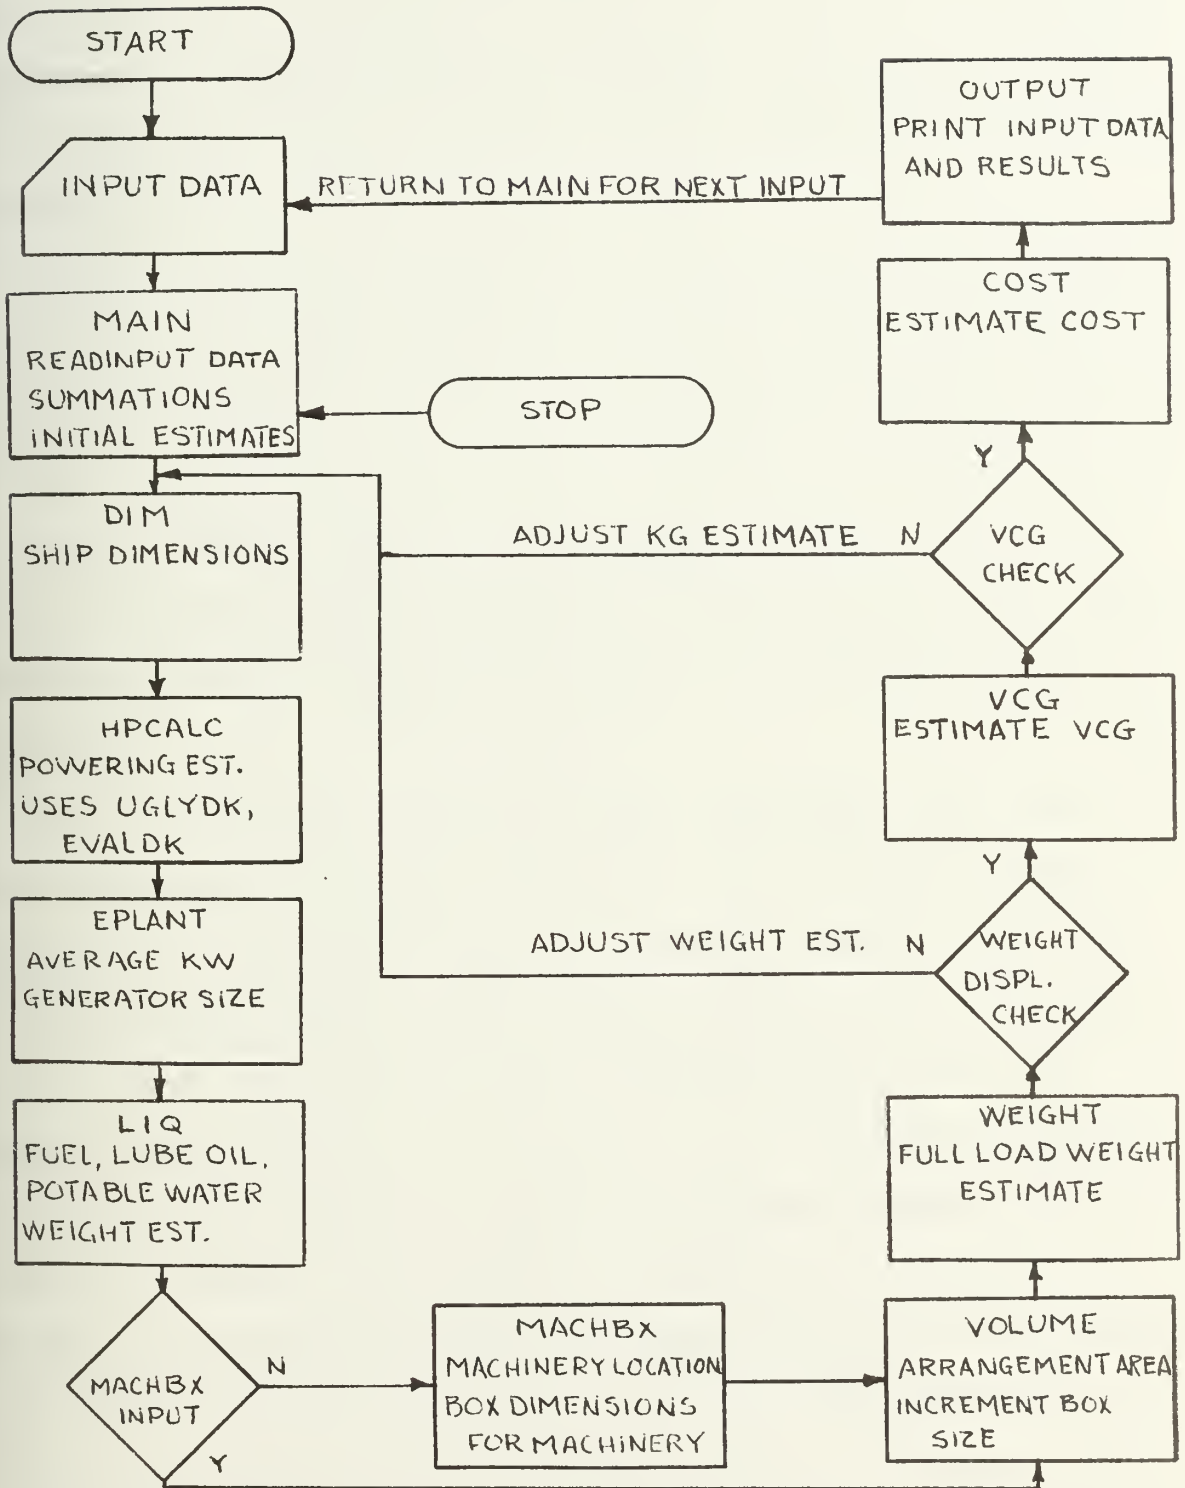 START
INPUT DATA
MAIN
READINPUT DATA
SUMMATIONS
INITIAL ESTIMATES
STOP
DIM
SHIP DIMENSIONS
HPCALC
POWERING EST.
USES UGLYDK,
EVALDK
EPLANT
AVERAGE KW
GENERATOR SIZE
LIQ
FUEL, LUBE OIL,
POTABLE WATER
WEIGHT EST.
MACHBX
INPUT
N
Y
MACHBX
MACHINERY LOCATION
BOX DIMENSIONS
FOR MACHINERY
VOLUME
ARRANGEMENT AREA
INCREMENT BOX
SIZE
WEIGHT
FULL LOAD WEIGHT
ESTIMATE
WEIGHT
DISPL.
CHECK
N
ADJUST WEIGHT EST.
Y
VCG
ESTIMATE VCG
VCG
CHECK
N
ADJUST KG ESTIMATE
Y
COST
ESTIMATE COST
OUTPUT
PRINT INPUT DATA
AND RESULTS
RETURN TO MAIN FOR NEXT INPUT